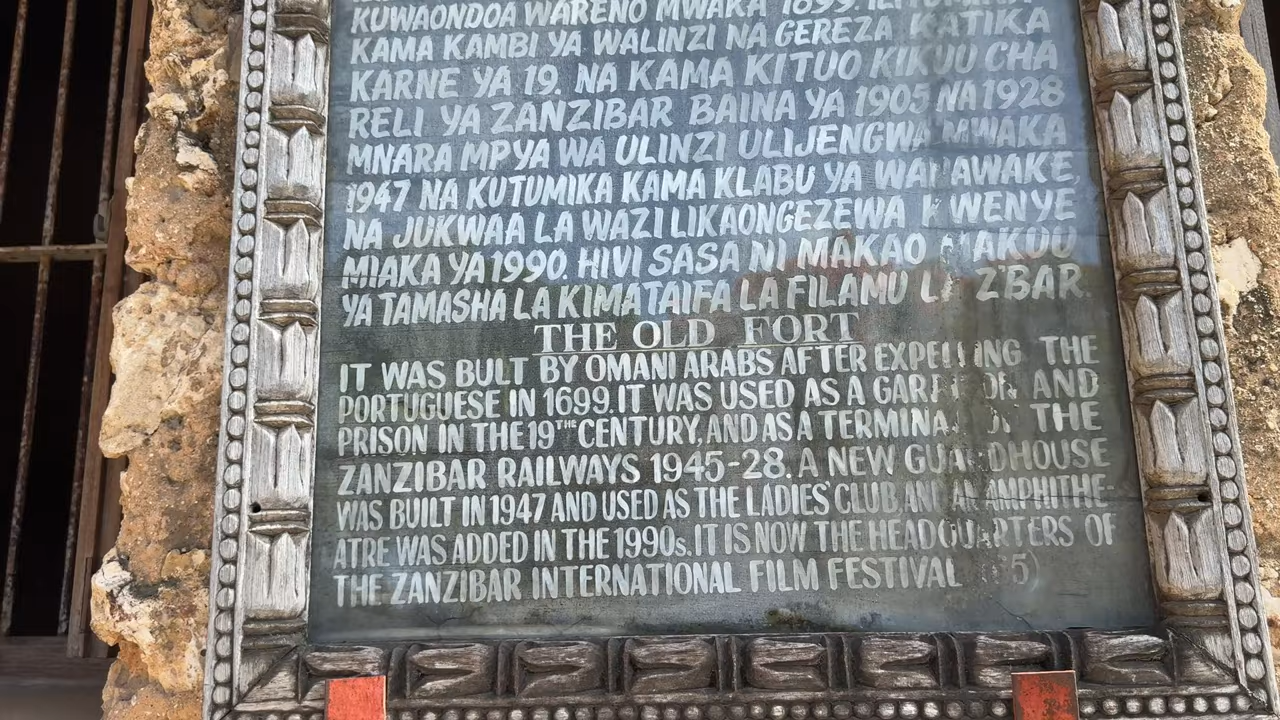 KUWAONDOA WARENO MWAKA 1699.
KAMA KAMBI YA WALINZI NA GEREZA KATIKA
KARNE YA 19, NA KAMA KITUO KIKUU CHA
RELI YA ZANZIBAR BAINA YA 1905 NA 1928
MNARA MPYA WA ULINZI ULIJENGWA MWAKA
1947 NA KUTUMIKA KAMA KLABU YA WANAWAKE,
NA JUKWAA LA WAZI LIKAONGEZEWA KWENYE
MIAKA YA 1990. HIVI SASA NI MAKAO MAKUU
YA TAMASHA LA KIMATAIFA LA FILAMU Z'BAR.
THE OLD FORT
IT WAS BULT BY OMANI ARABS AFTER EXPELLING THE
PORTUGUESE IN 1699. IT WAS USED AS A GARRISON AND
PRISON IN THE 19THE CENTURY, AND AS A TERMINAL OF THE
ZANZIBAR RAILWAYS 1945-28. A NEW GUARDHOUSE
WAS BUILT IN 1947 AND USED AS THE LADIES' CLUB, AND AN AMPHITHE-
ATRE WAS ADDED IN THE 1990s. IT IS NOW THE HEADQUARTERS OF
THE ZANZIBAR INTERNATIONAL FILM FESTIVAL